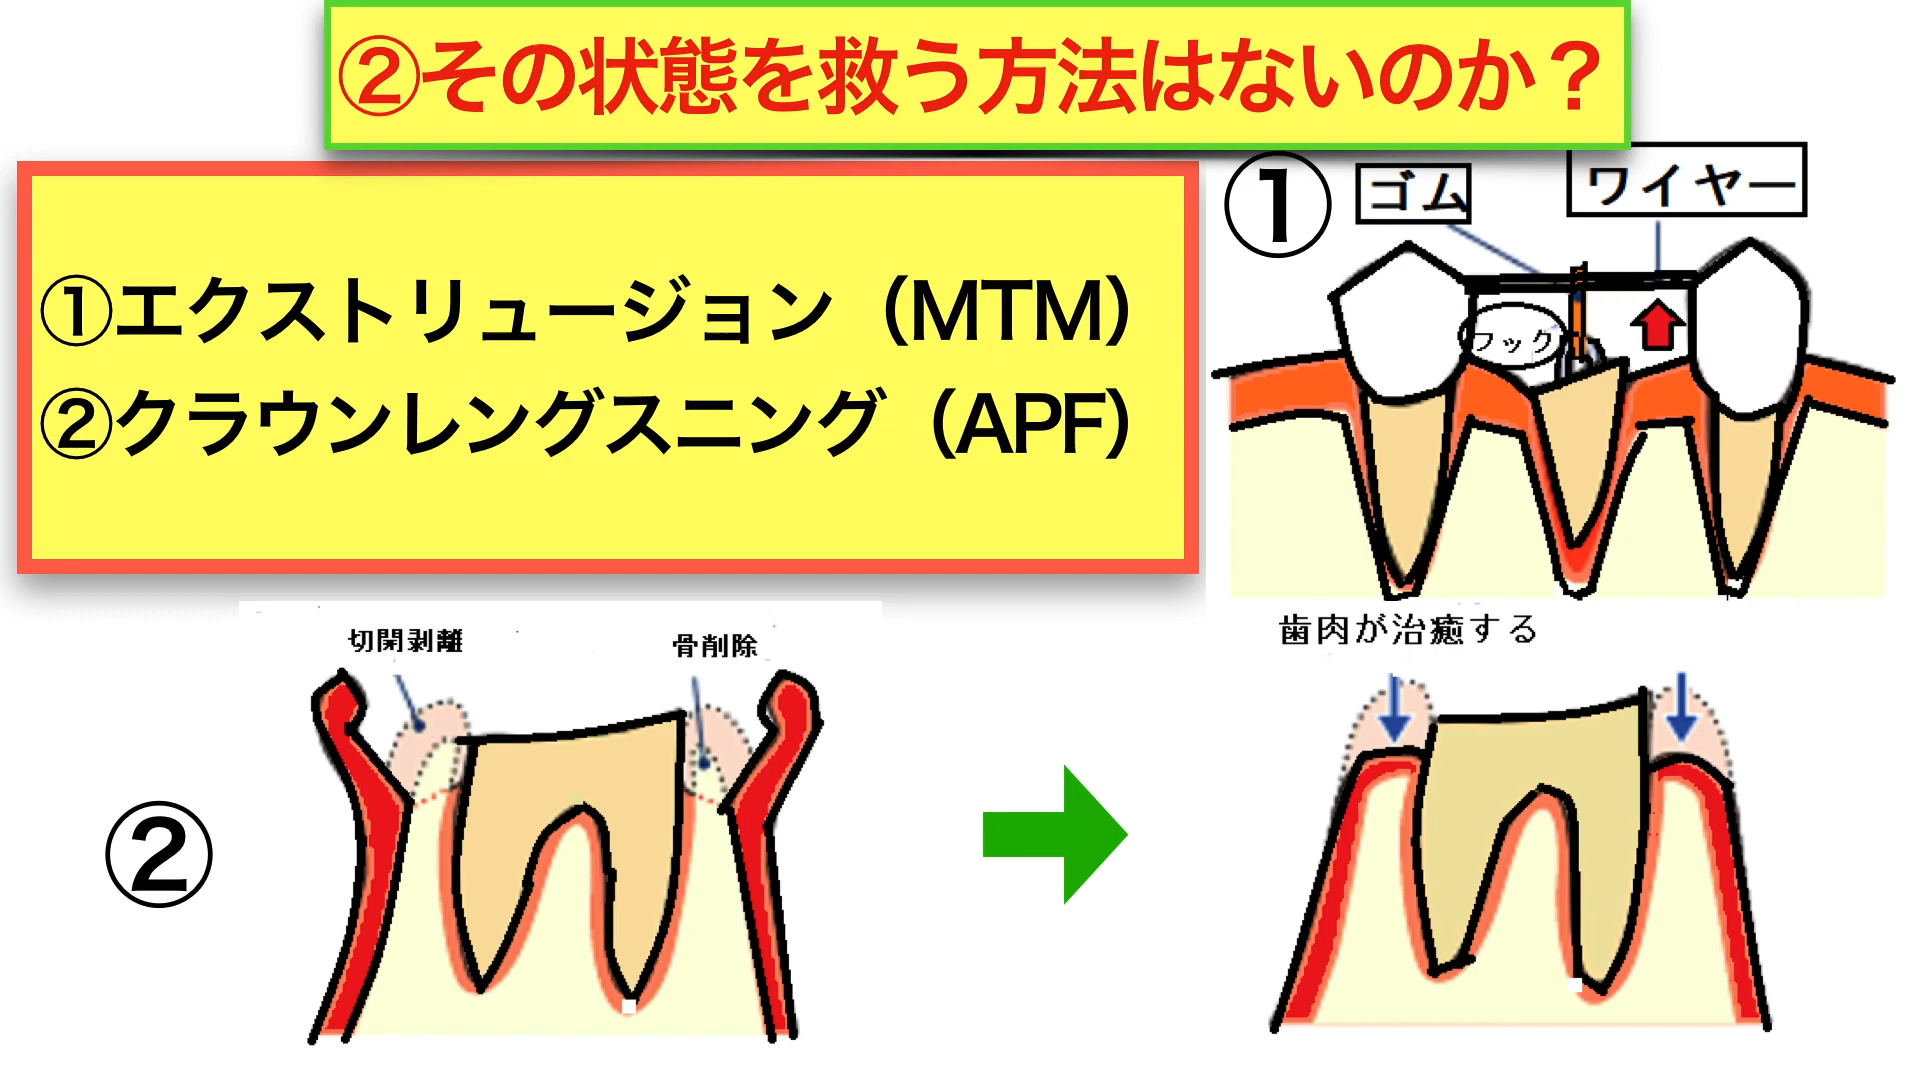 ②その状態を救う方法はないのか？
①エクストリュージョン（MTM）
②クラウンレングスニング（APF）
①
ゴム
ワイヤー
フック
切開剥離
骨削除
歯肉が治癒する
②